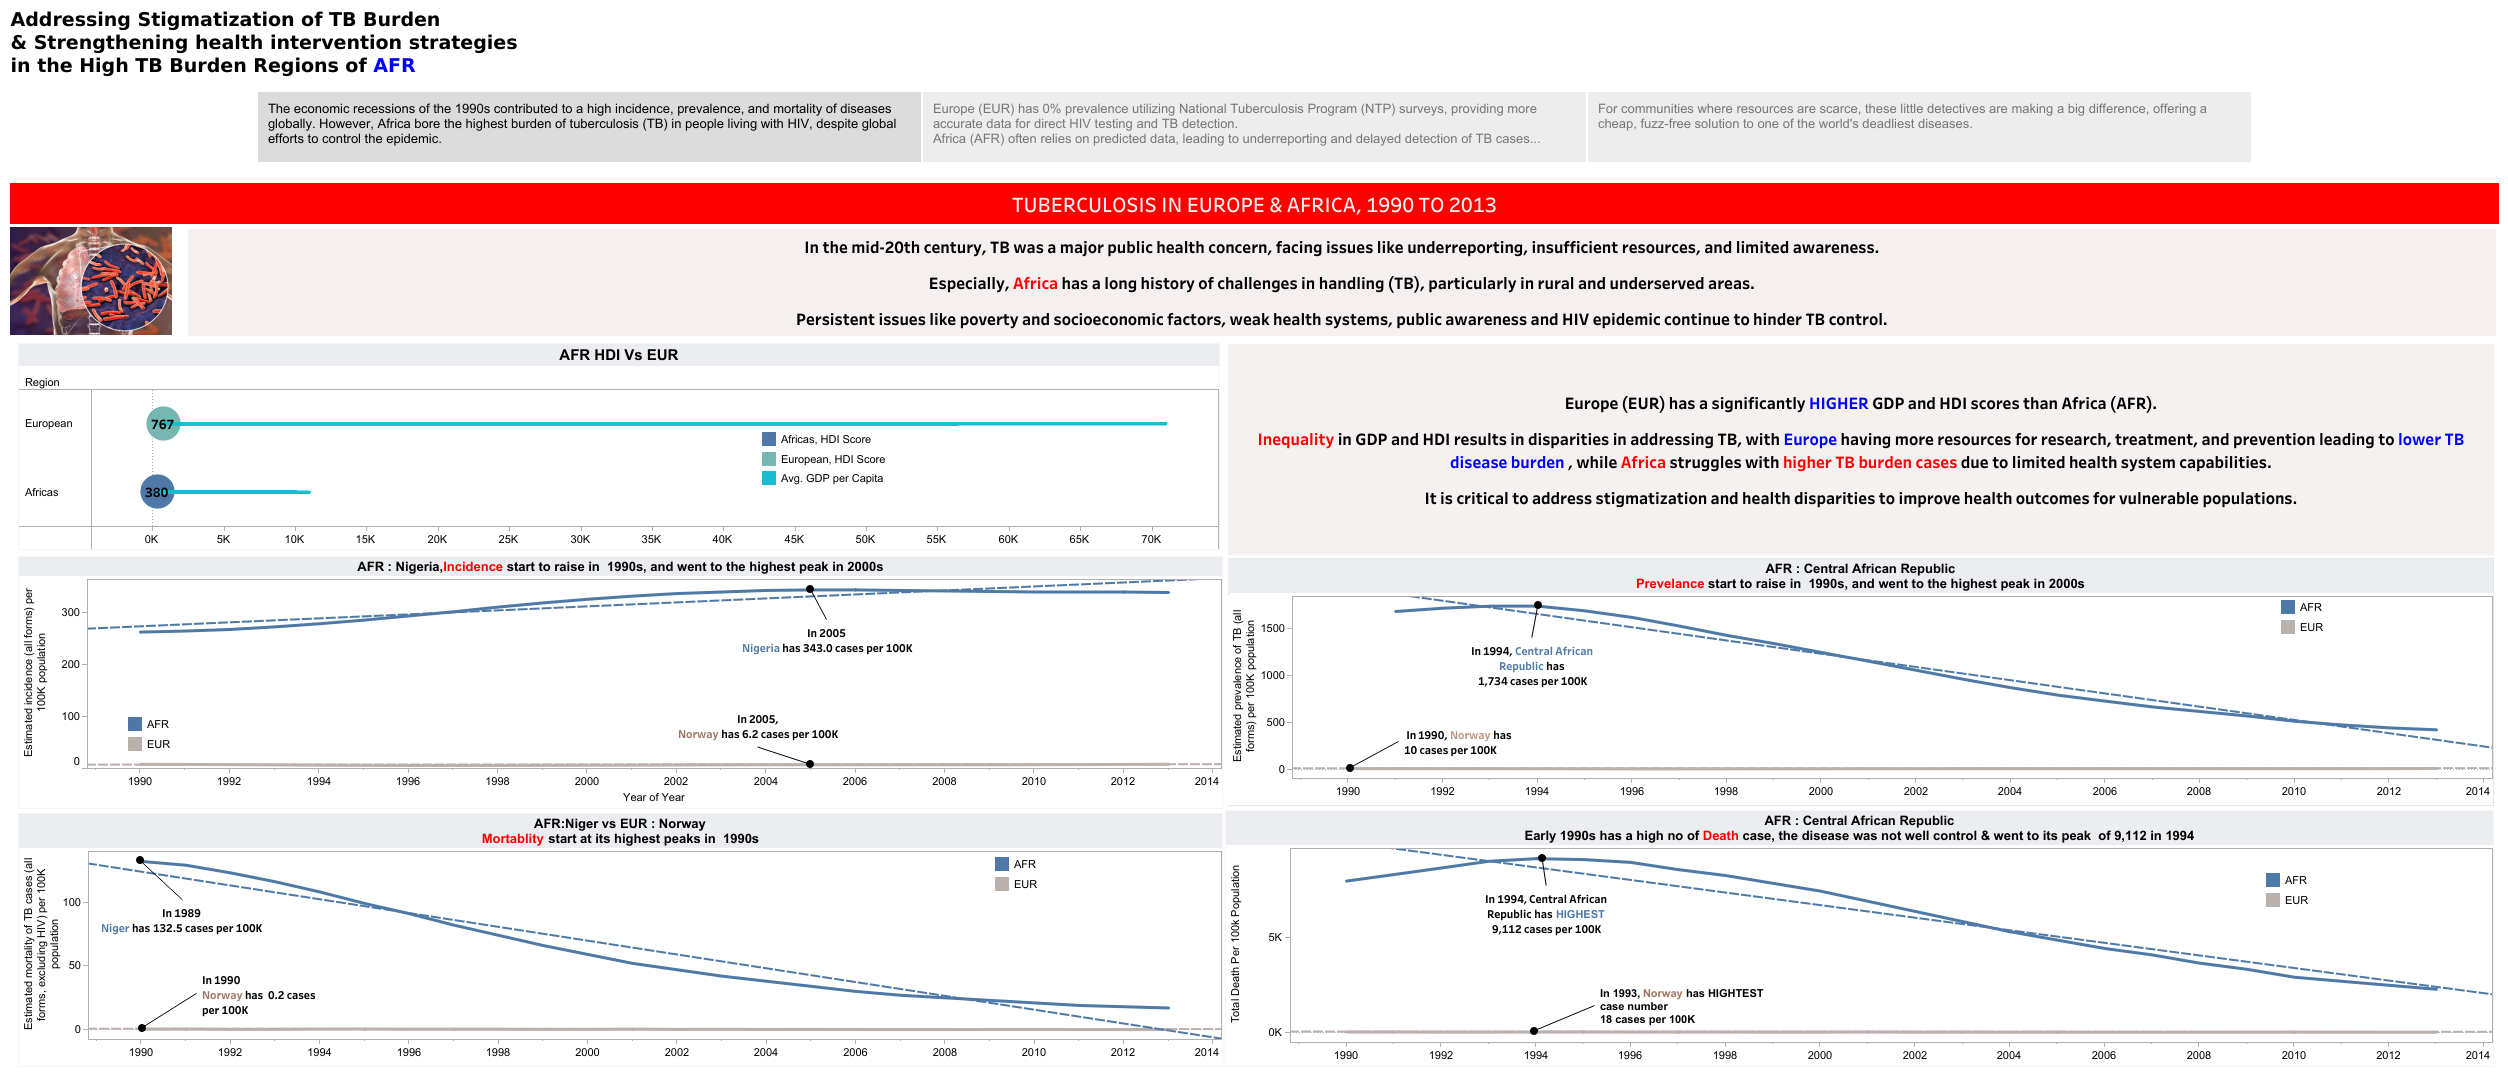 Addressing Stigmatization of TB Burden
& Strengthening health intervention strategies
in the High TB Burden Regions of AFR
The economic recessions of the 1990s contributed to a high incidence, prevalence, and mortality of diseases
globally. However, Africa bore the highest burden of tuberculosis (TB) in people living with HIV, despite global
efforts to control the epidemic.
Europe (EUR) has 0% prevalence utilizing National Tuberculosis Program (NTP) surveys, providing more
accurate data for direct HIV testing and TB detection.
Africa (AFR) often relies on predicted data, leading to underreporting and delayed detection of TB cases...
For communities where resources are scarce, these little detectives are making a big difference, offering a
cheap, fuzz-free solution to one of the world's deadliest diseases.
TUBERCULOSIS IN EUROPE & AFRICA, 1990 TO 2013
In the mid-20th century, TB was a major public health concern, facing issues like underreporting, insufficient resources, and limited awareness.
Especially, Africa has a long history of challenges in handling (TB), particularly in rural and underserved areas.
Persistent issues like poverty and socioeconomic factors, weak health systems, public awareness and HIV epidemic continue to hinder TB control.
AFR HDI Vs EUR
Region
European
767
Africas
380
Africas, HDI Score
European, HDI Score
Avg. GDP per Capita
0K 5K 10K 15K 20K 25K 30K 35K 40K 45K 50K 55K 60K 65K 70K
Europe (EUR) has a significantly HIGHER GDP and HDI scores than Africa (AFR).
Inequality in GDP and HDI results in disparities in addressing TB, with Europe having more resources for research, treatment, and prevention leading to lower TB
disease burden , while Africa struggles with higher TB burden cases due to limited health system capabilities.
It is critical to address stigmatization and health disparities to improve health outcomes for vulnerable populations.
AFR : Nigeria,Incidence start to raise in 1990s, and went to the highest peak in 2000s
Estimated incidence (all forms) per
100K population
300
200
100
0
In 2005
Nigeria has 343.0 cases per 100K
In 2005,
Norway has 6.2 cases per 100K
AFR
EUR
1990 1992 1994 1996 1998 2000 2002 2004 2006 2008 2010 2012 2014
Year of Year
AFR : Central African Republic
Prevelance start to raise in 1990s, and went to the highest peak in 2000s
Estimated prevalence of TB (all
forms) per 100K population
1500
1000
500
0
AFR
EUR
In 1994, Central African
Republic has
1,734 cases per 100K
In 1990, Norway has
10 cases per 100K
1990 1992 1994 1996 1998 2000 2002 2004 2006 2008 2010 2012 2014
AFR:Niger vs EUR : Norway
Mortablity start at its highest peaks in 1990s
Estimated mortality of TB cases (all
forms, excluding HIV) per 100K
population
100
50
0
AFR
EUR
In 1989
Niger has 132.5 cases per 100K
In 1990
Norway has 0.2 cases
per 100K
1990 1992 1994 1996 1998 2000 2002 2004 2006 2008 2010 2012 2014
AFR : Central African Republic
Early 1990s has a high no of Death case, the disease was not well control & went to its peak of 9,112 in 1994
Total Death Per 100k Population
5K
0K
AFR
EUR
In 1994, Central African
Republic has HIGHEST
9,112 cases per 100K
In 1993, Norway has HIGHTEST
case number
18 cases per 100K
1990 1992 1994 1996 1998 2000 2002 2004 2006 2008 2010 2012 2014